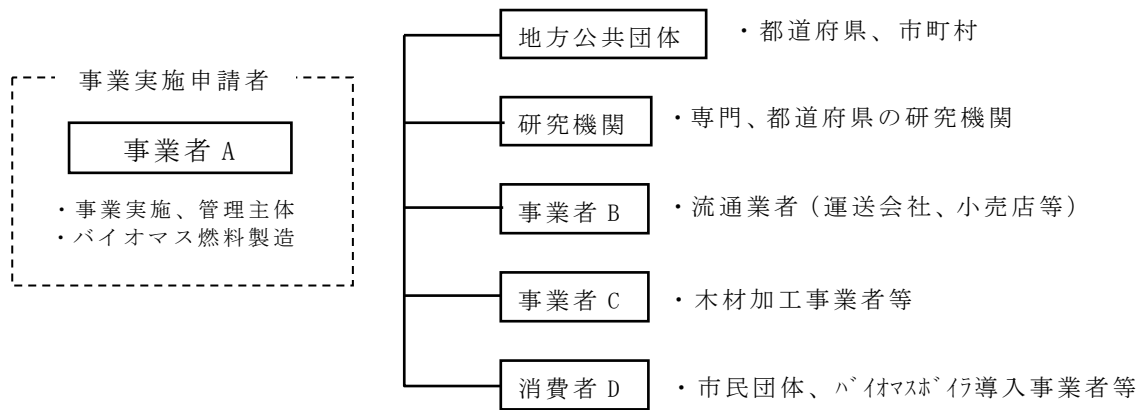 事業実施申請者
事業者 A
・事業実施、管理主体
・バイオマス燃料製造
地方公共団体 ・都道府県、市町村
研究機関 ・専門、都道府県の研究機関
事業者 B ・流通業者（運送会社、小売店等）
事業者 C ・木材加工事業者等
消費者 D ・市民団体、ﾊﾞｲｵﾏｽﾎﾞｲﾗ導入事業者等